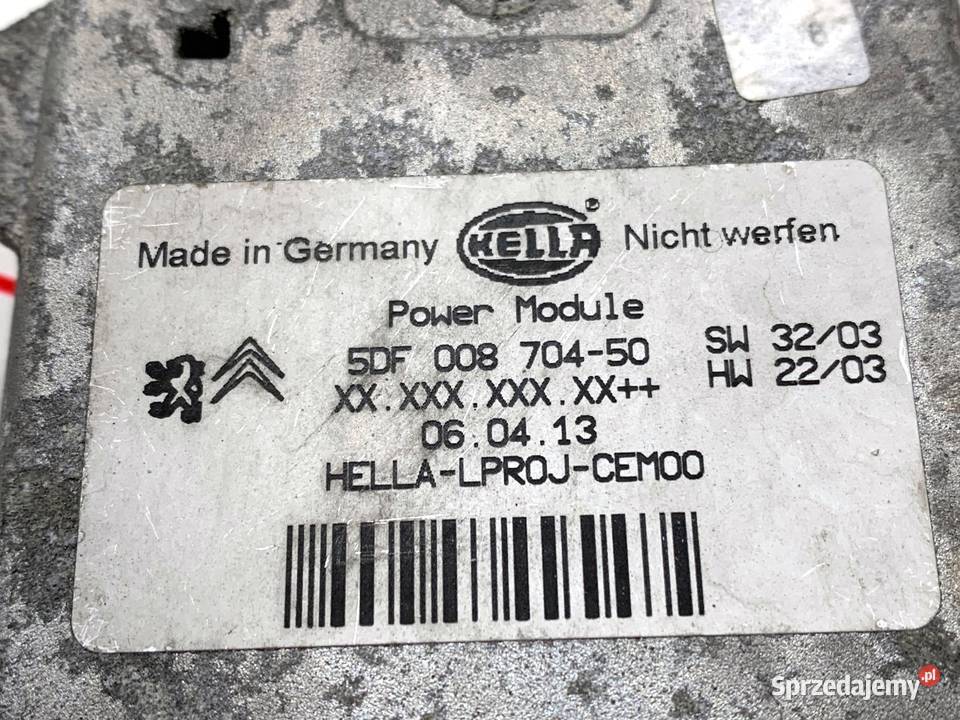 Made in Germany HELLA® Nicht werfen
Power Module
5DF 008 704-50
SW 32/03
XX.XXX.XXX.XX++
HW 22/03
06.04.13
HELLA-LPROJ-CEM00
Sprzedajemy.pl